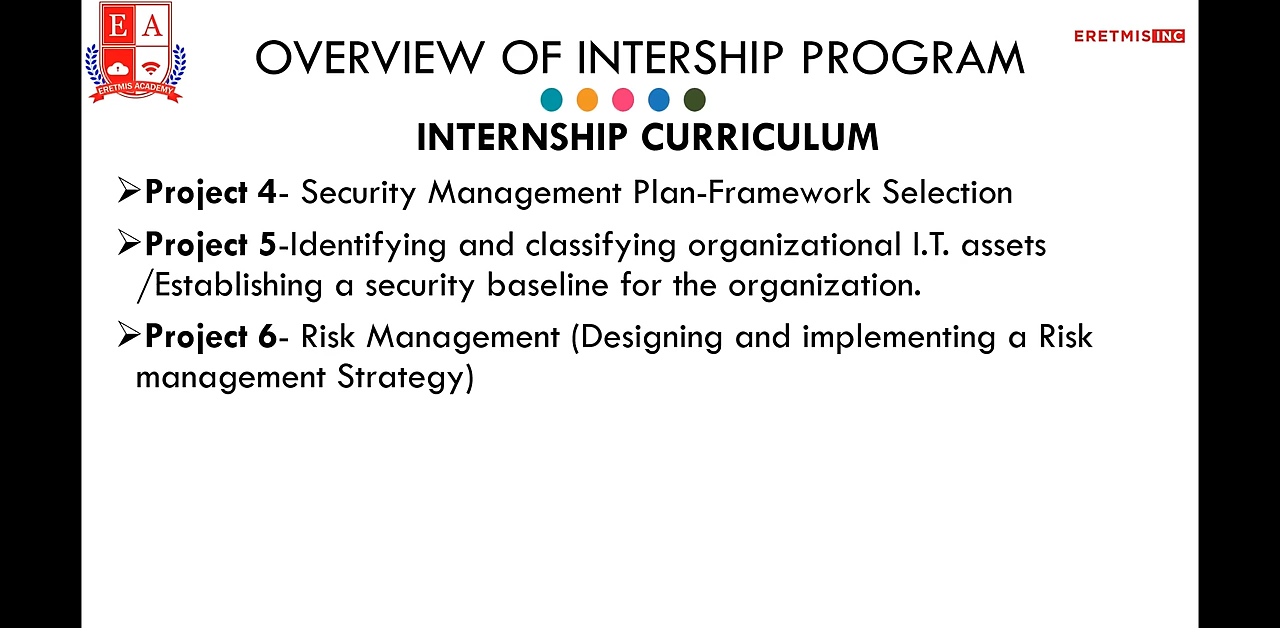 E A
ERETMIS ACADEMY
OVERVIEW OF INTERSHIP PROGRAM
ERETMIS INC
INTERNSHIP CURRICULUM
➢Project 4- Security Management Plan-Framework Selection
➢Project 5-Identifying and classifying organizational I.T. assets
/Establishing a security baseline for the organization.
➢Project 6- Risk Management (Designing and implementing a Risk
management Strategy)